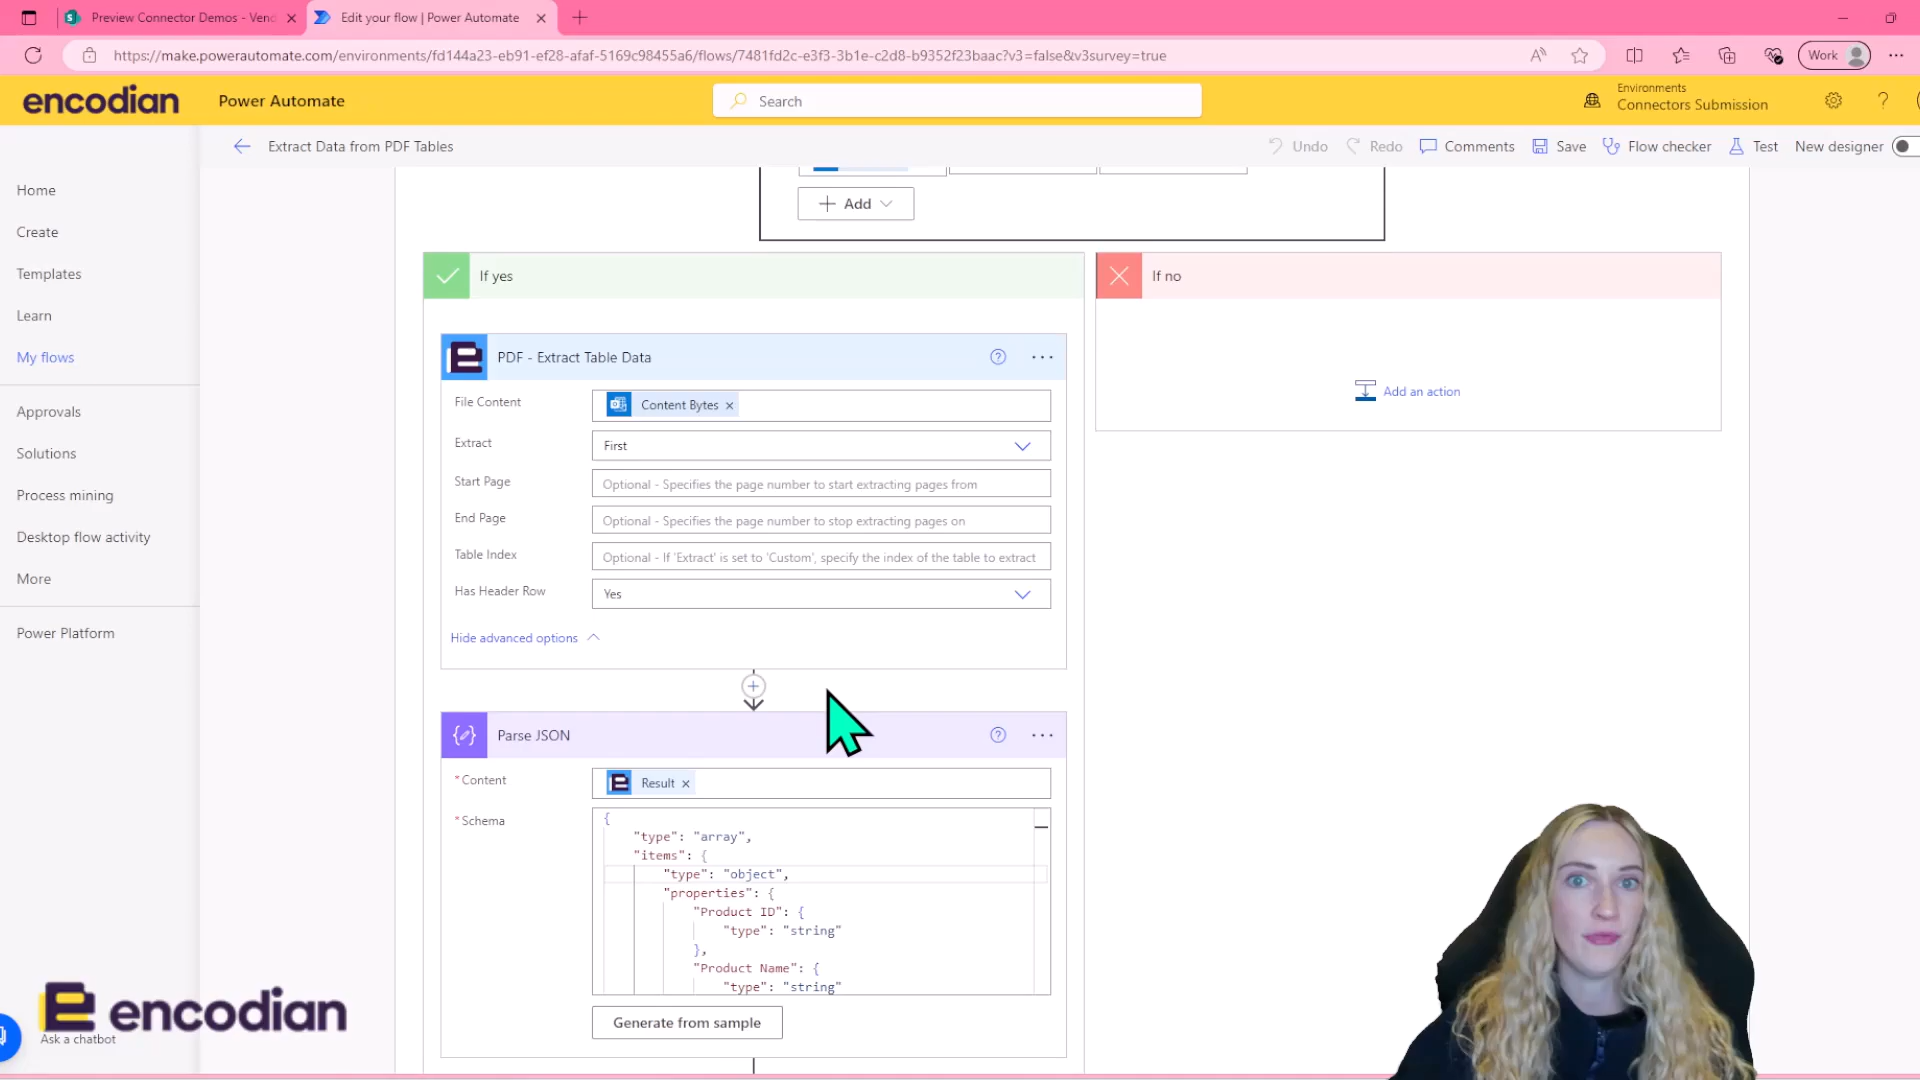 Preview Connector Demos - Vend
Edit your flow | Power Automate
https://make.powerautomate.com/environments/fd144a23-eb91-ef28-afaf-5169c98455a6/flows/7481fd2c-e3f3-3b1e-c2d8-b9352f23baac?v3=false&v3survey=true
Work
encodian
Power Automate
Search
Environments
Connectors Submission
Extract Data from PDF Tables
Undo
Redo
Comments
Save
Flow checker
Test
New designer
Home
Create
Templates
Learn
My flows
Approvals
Solutions
Process mining
Desktop flow activity
More
Power Platform
Add
If yes
If no
Add an action
PDF - Extract Table Data
File Content
Content Bytes
Extract
First
Start Page
Optional - Specifies the page number to start extracting pages from
End Page
Optional - Specifies the page number to stop extracting pages on
Table Index
Optional - If 'Extract' is set to 'Custom', specify the index of the table to extract
Has Header Row
Yes
Hide advanced options
Parse JSON
*Content
Result
*Schema
{
"type": "array",
"items": {
"type": "object",
"properties": {
"Product ID": {
"type": "string"
},
"Product Name": {
"type": "string"
Generate from sample
encodian
Ask a chatbot